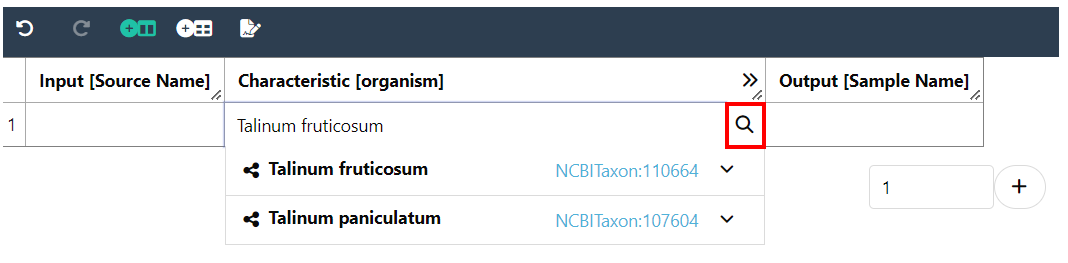 Input [Source Name] Characteristic [organism] Output [Sample Name]
1 Talinum fruticosum
Talinum fruticosum NCBITaxon:110664
1
Talinum paniculatum NCBITaxon:107604